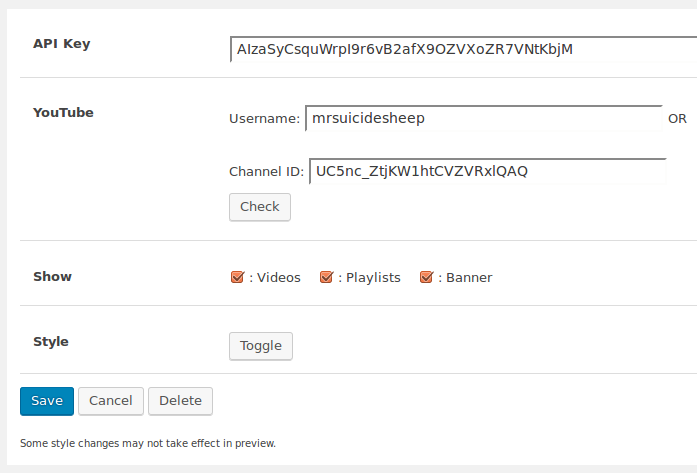 API Key AIzaSyCsquWrpI9r6vB2afX9OZVXoZR7VNtKbjM
YouTube Username: mrsuicidesheep OR
Channel ID: UC5nc_ZtjKW1htCVZVRxlQAQ
Check
Show : Videos : Playlists : Banner
Style Toggle
Save Cancel Delete
Some style changes may not take effect in preview.